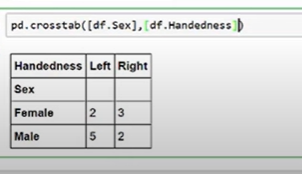 pd.crosstab([df.Sex],[df.Handedness])
Handedness Left Right
Sex
Female 2 3
Male 5 2